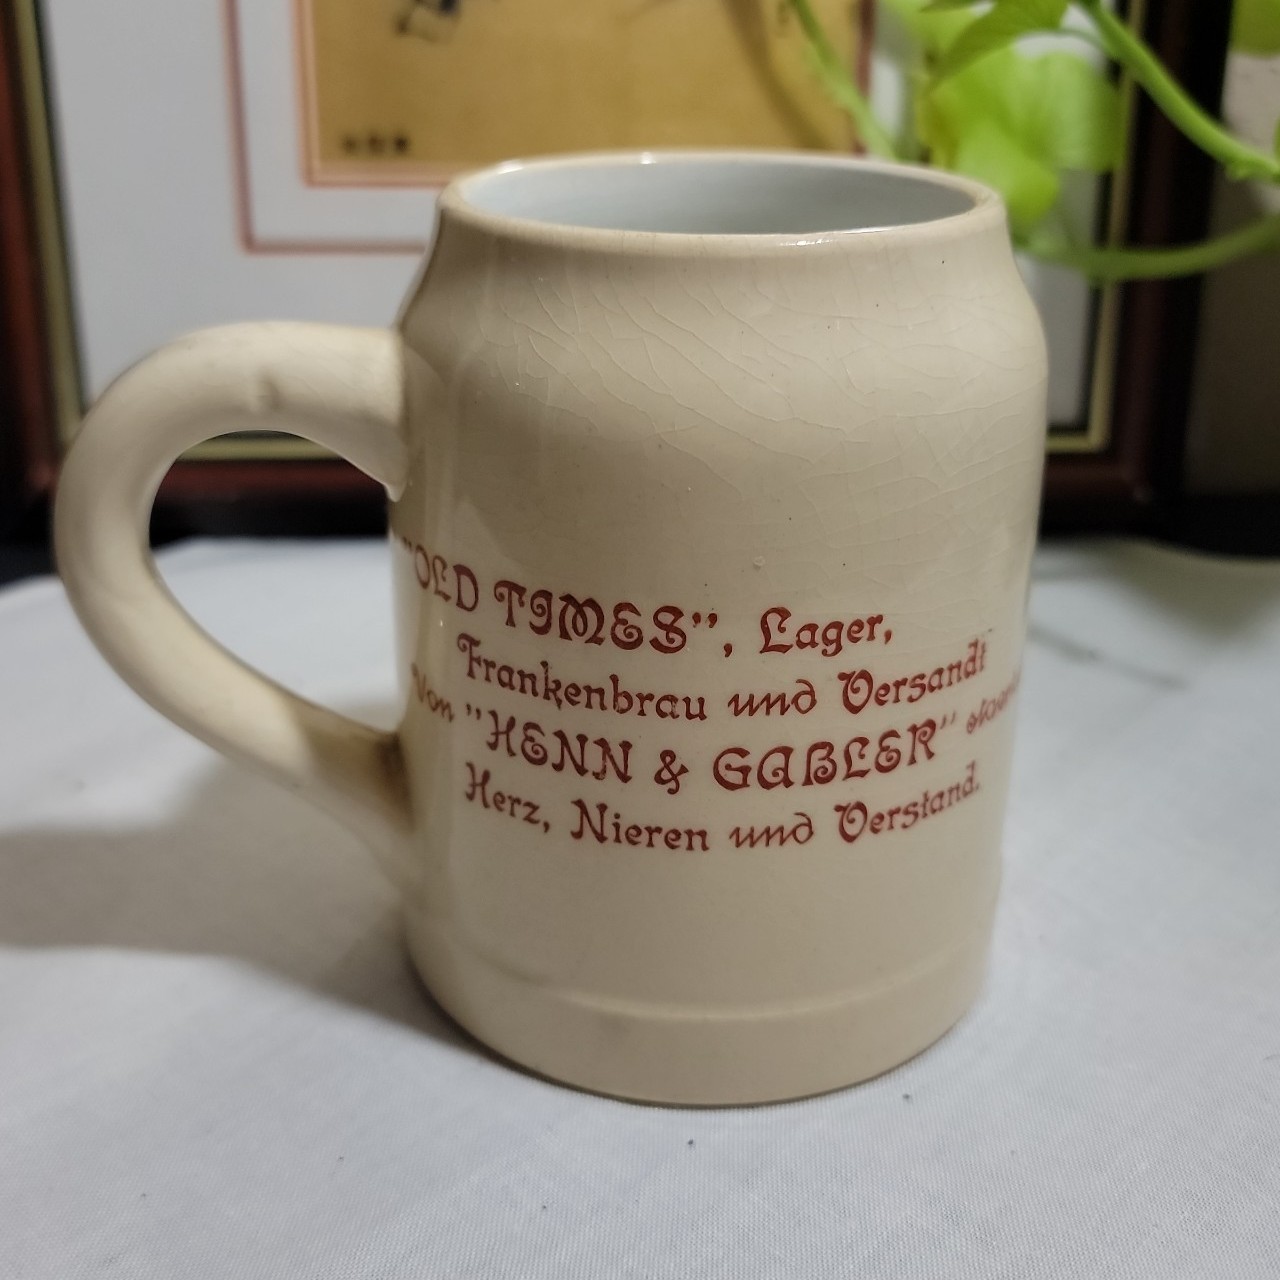 "OLD TIMES", Lager,
Frankenbrau und Versandt
von "HENN & GABLER"
Herz, Nieren und Verstand.